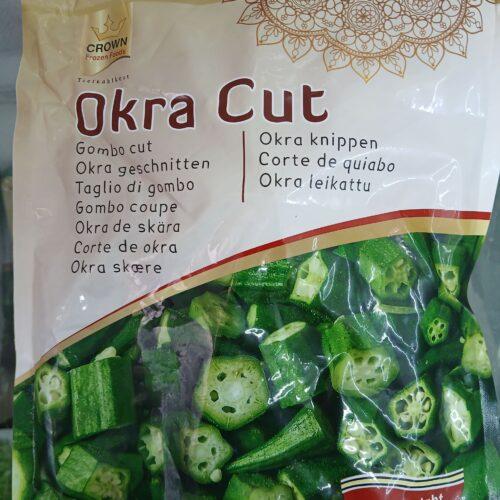 CROWN
Frozen Foods
Tiefkühlkost
Okra Cut
Gombo cut
Okra geschnitten
Taglio di gombo
Gombo coupe
Okra de skära
Corte de okra
Okra skære
Okra knippen
Corte de quiabo
Okra leikattu